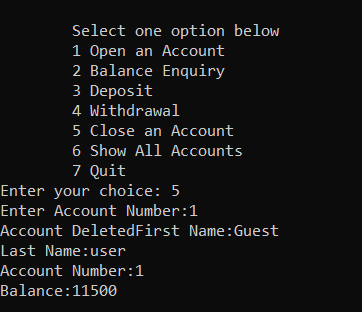 Select one option below
1 Open an Account
2 Balance Enquiry
3 Deposit
4 Withdrawal
5 Close an Account
6 Show All Accounts
7 Quit
Enter your choice: 5
Enter Account Number:1
Account DeletedFirst Name:Guest
Last Name:user
Account Number:1
Balance:11500